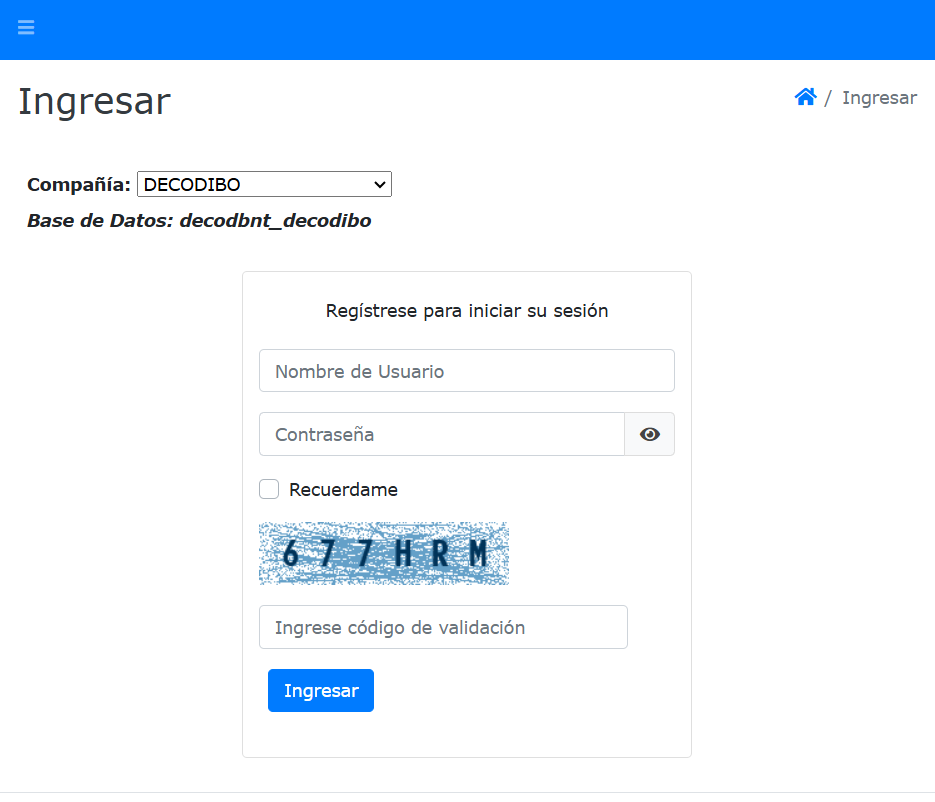 Ingresar
/ Ingresar
Compañía: DECODIBO
Base de Datos: decodbnt_decodibo
Regístrese para iniciar su sesión
Nombre de Usuario
Contraseña
Recuerdame
677HRM
Ingrese código de validación
Ingresar